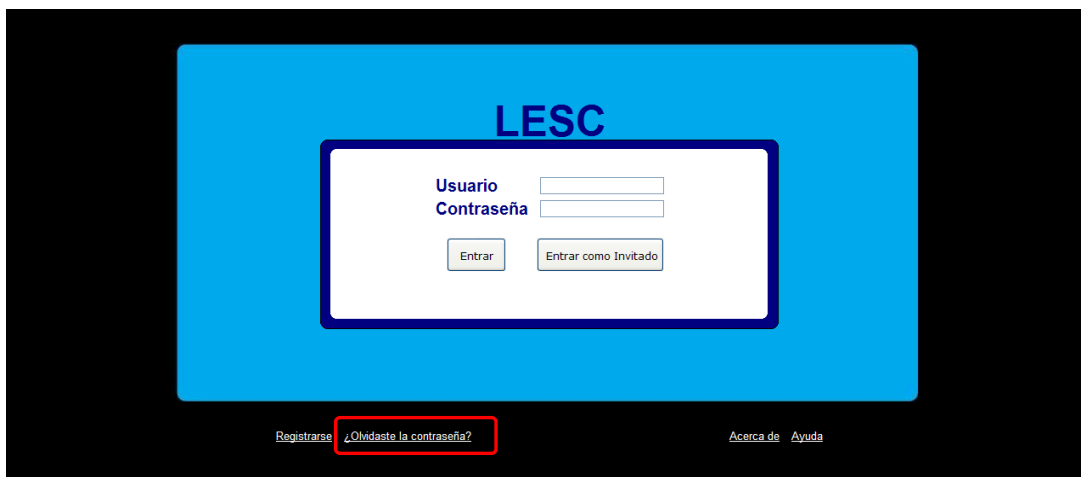 LESC
Usuario
Contraseña
Entrar Entrar como Invitado
Registrarse ¿Olvidaste la contraseña? Acerca de Ayuda